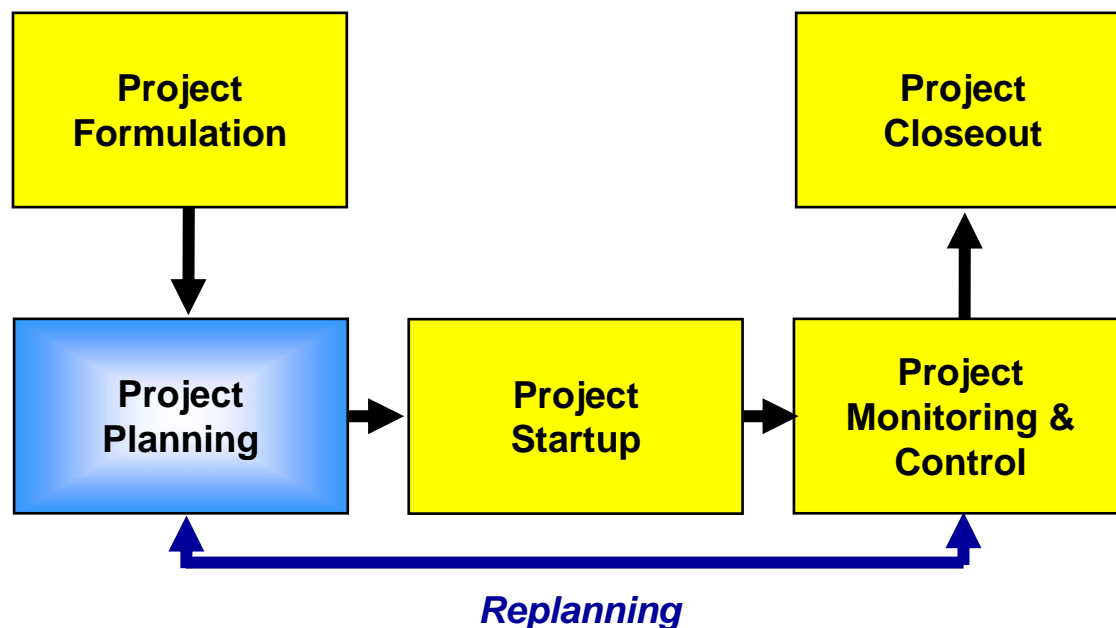 Project
Formulation
Project
Closeout
Project
Planning
Project
Startup
Project
Monitoring &
Control
Replanning